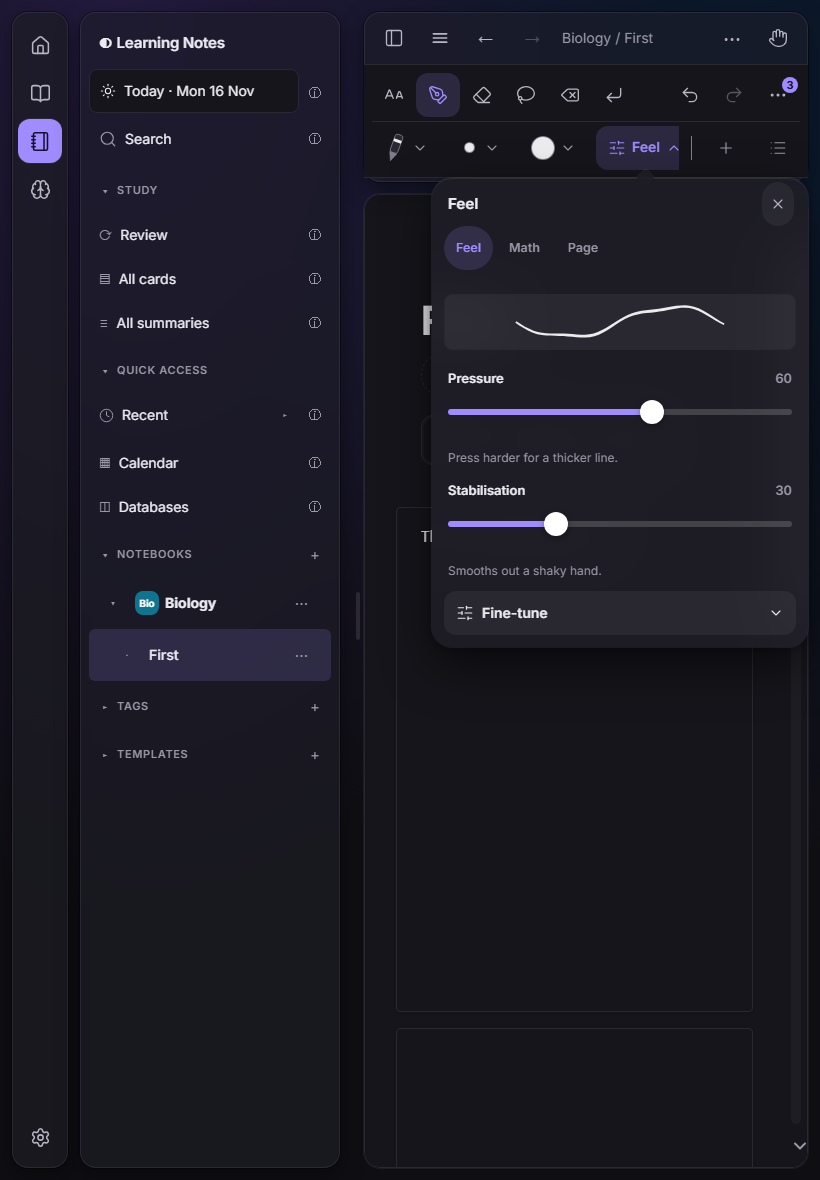 Learning Notes
Today · Mon 16 Nov
Search
STUDY
Review
All cards
All summaries
QUICK ACCESS
Recent
Calendar
Databases
NOTEBOOKS
Bio Biology
First
TAGS
TEMPLATES
Biology / First
AA
3
Feel
Feel
Feel Math Page
Pressure 60
Press harder for a thicker line.
Stabilisation 30
Smooths out a shaky hand.
Fine-tune